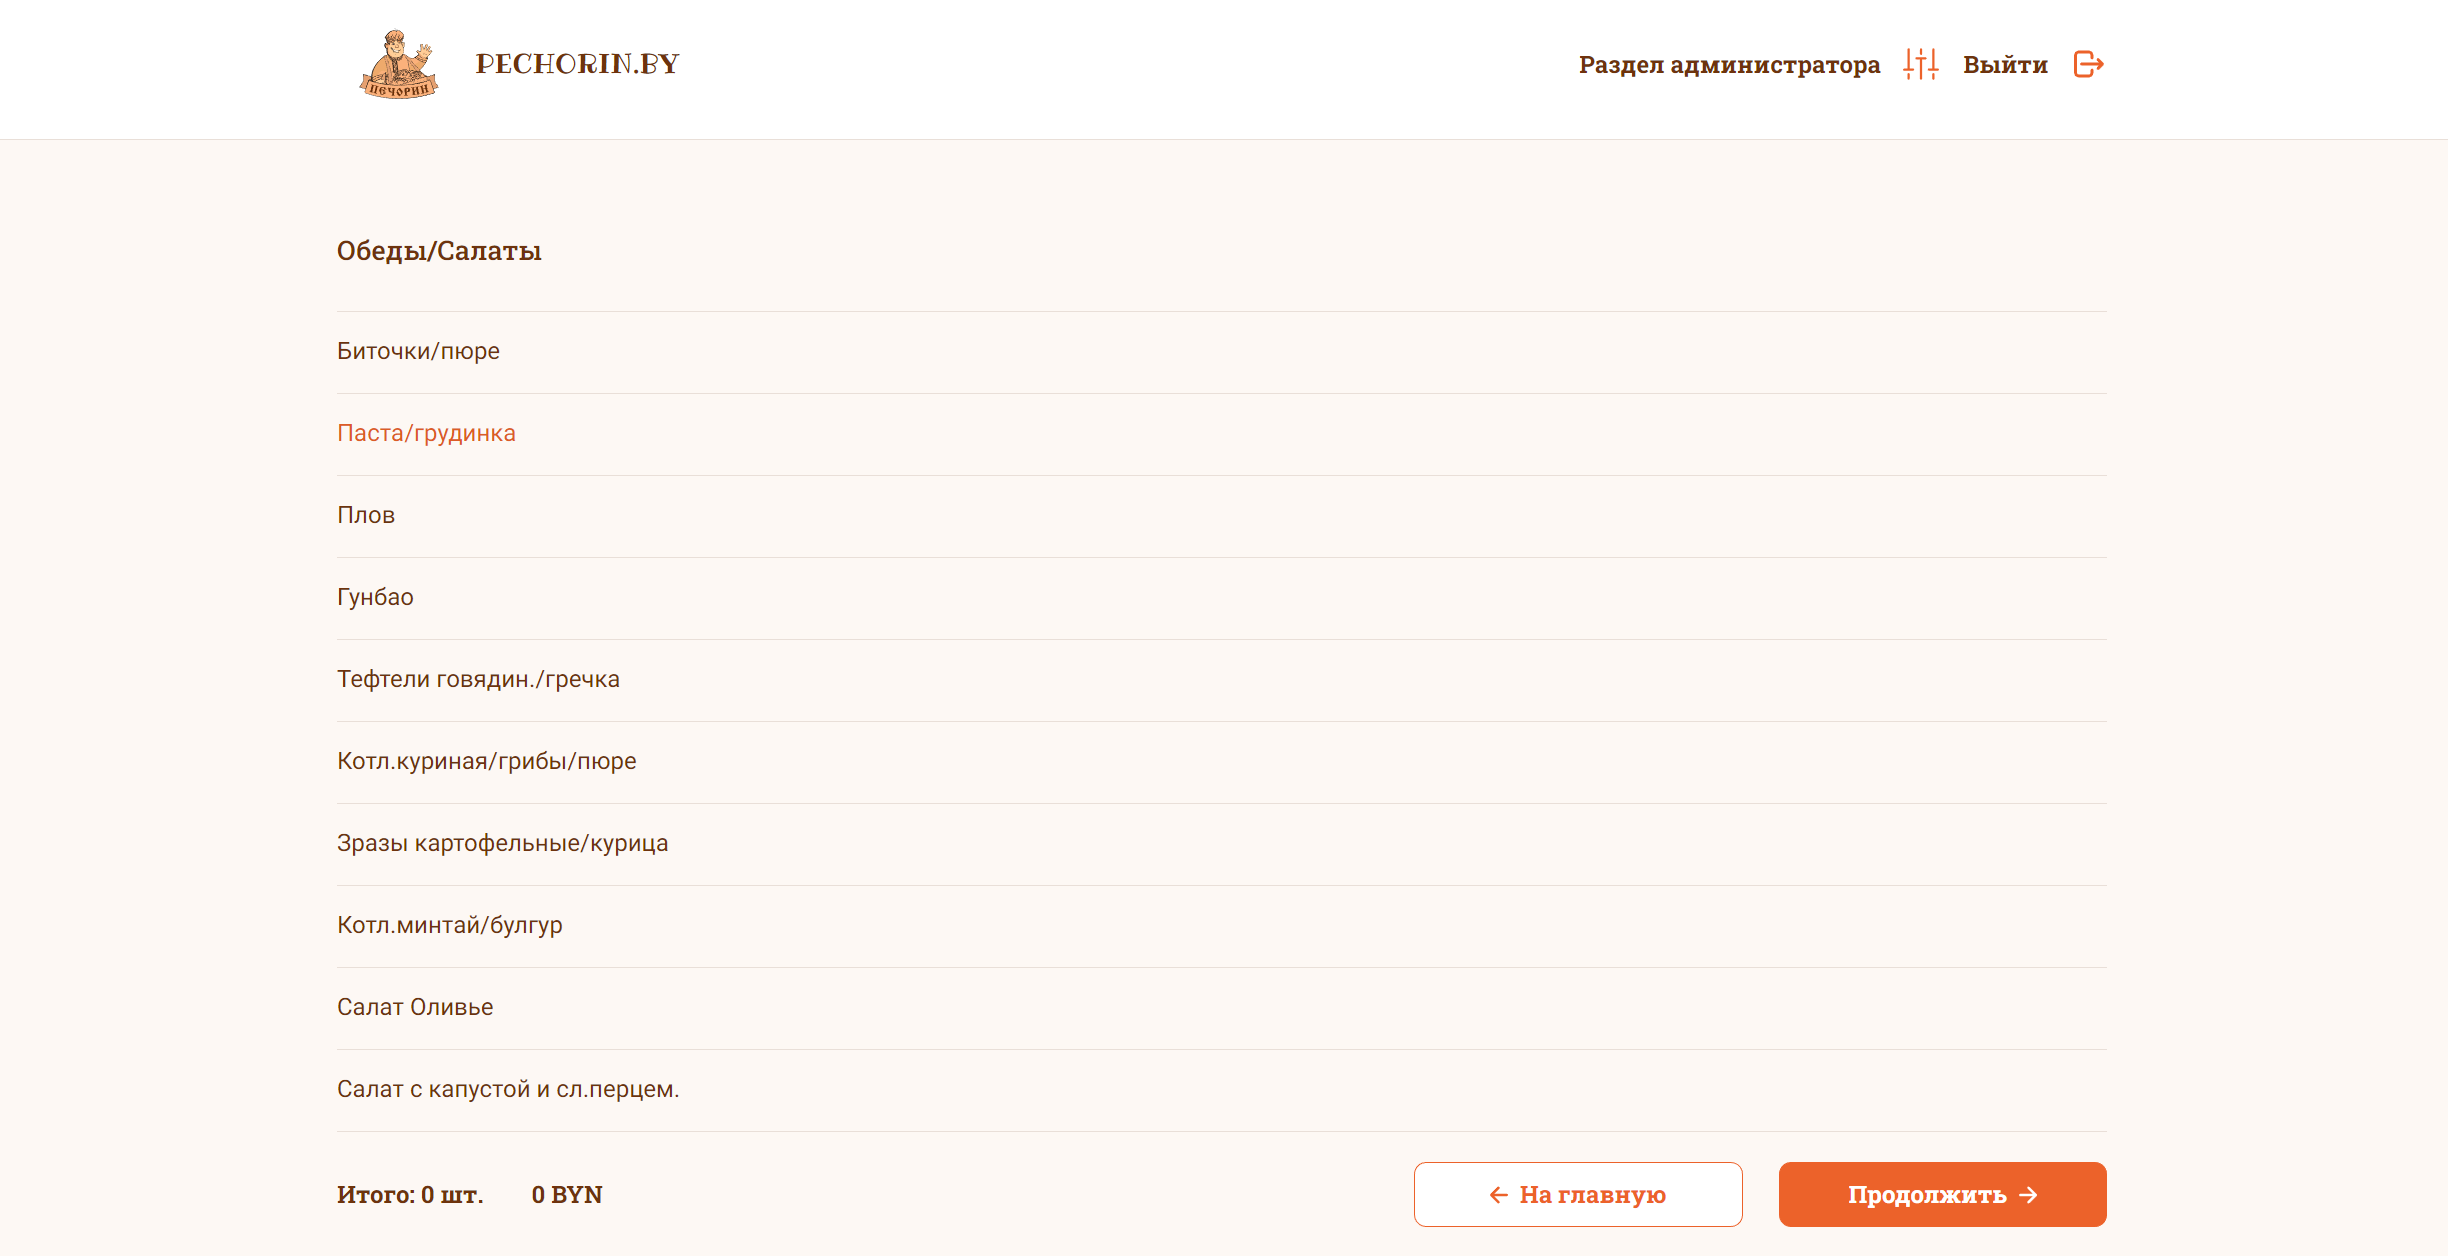 ПЕЧОРИН
PECHORIN.BY
Раздел администратора
Выйти
Обеды/Салаты
Биточки/пюре
Паста/грудинка
Плов
Гунбао
Тефтели говядин./гречка
Котл.куриная/грибы/пюре
Зразы картофельные/курица
Котл.минтай/булгур
Салат Оливье
Салат с капустой и сл.перцем.
Итого: 0 шт. 0 BYN
← На главную
Продолжить →